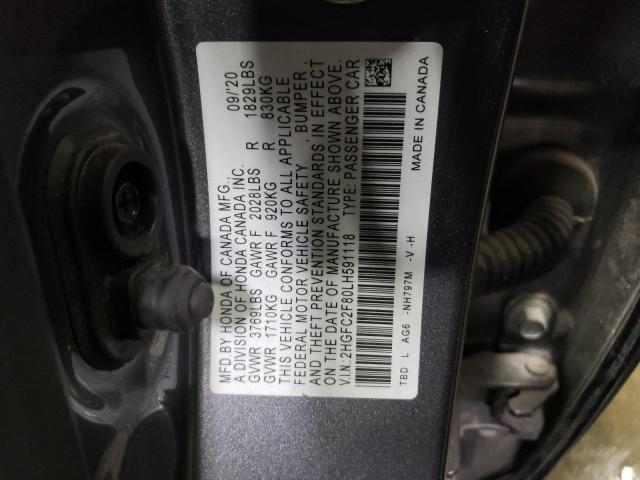 MFD.BY HONDA OF CANADA MFG. 09/'20
A DIVISION OF HONDA CANADA INC.
GVWR 3769LBS GAWR F 2028LBS R 1829LBS
GVWR 1710KG GAWR F 920KG R 830KG
THIS VEHICLE CONFORMS TO ALL APPLICABLE
FEDERAL MOTOR VEHICLE SAFETY, BUMPER,
AND THEFT PREVENTION STANDARDS IN EFFECT
ON THE DATE OF MANUFACTURE SHOWN ABOVE.
V.I.N.:2HGFC2F80LH591118 TYPE:PASSENGER CAR
TBD L AG6 -NH797M -V -H MADE IN CANADA